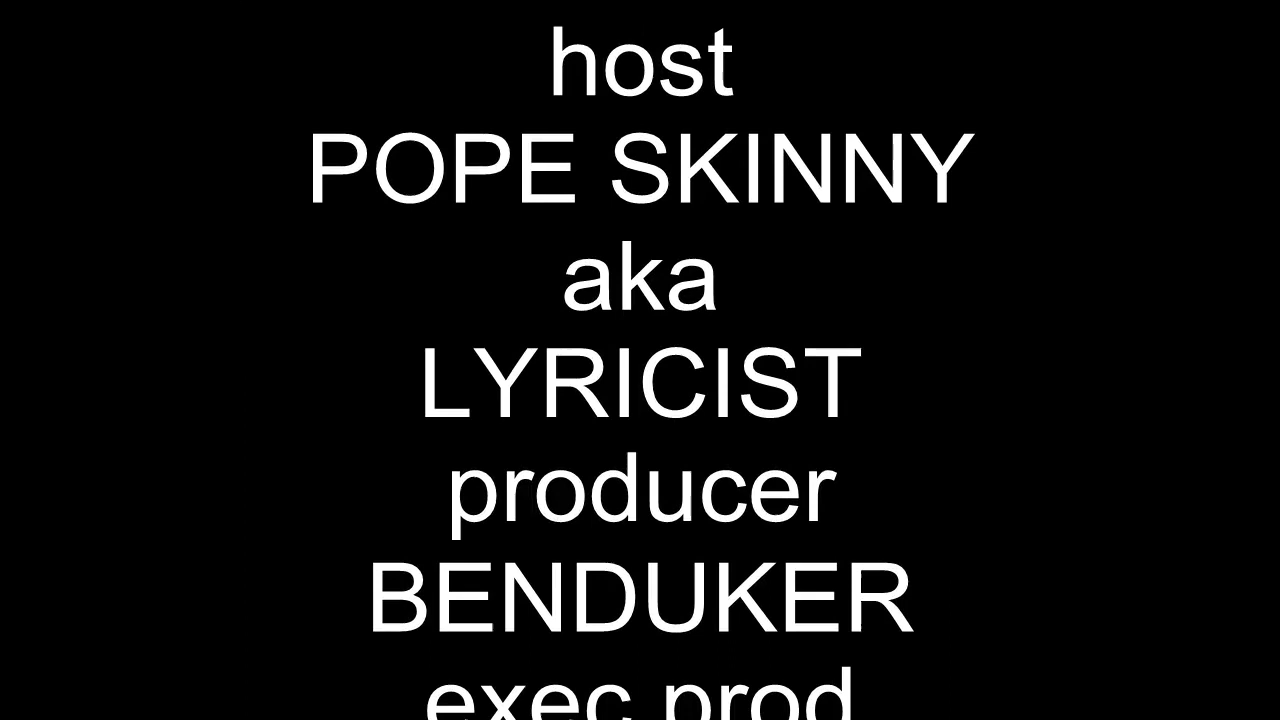 host
POPE SKINNY
aka
LYRICIST
producer
BENDUKER
exec prod